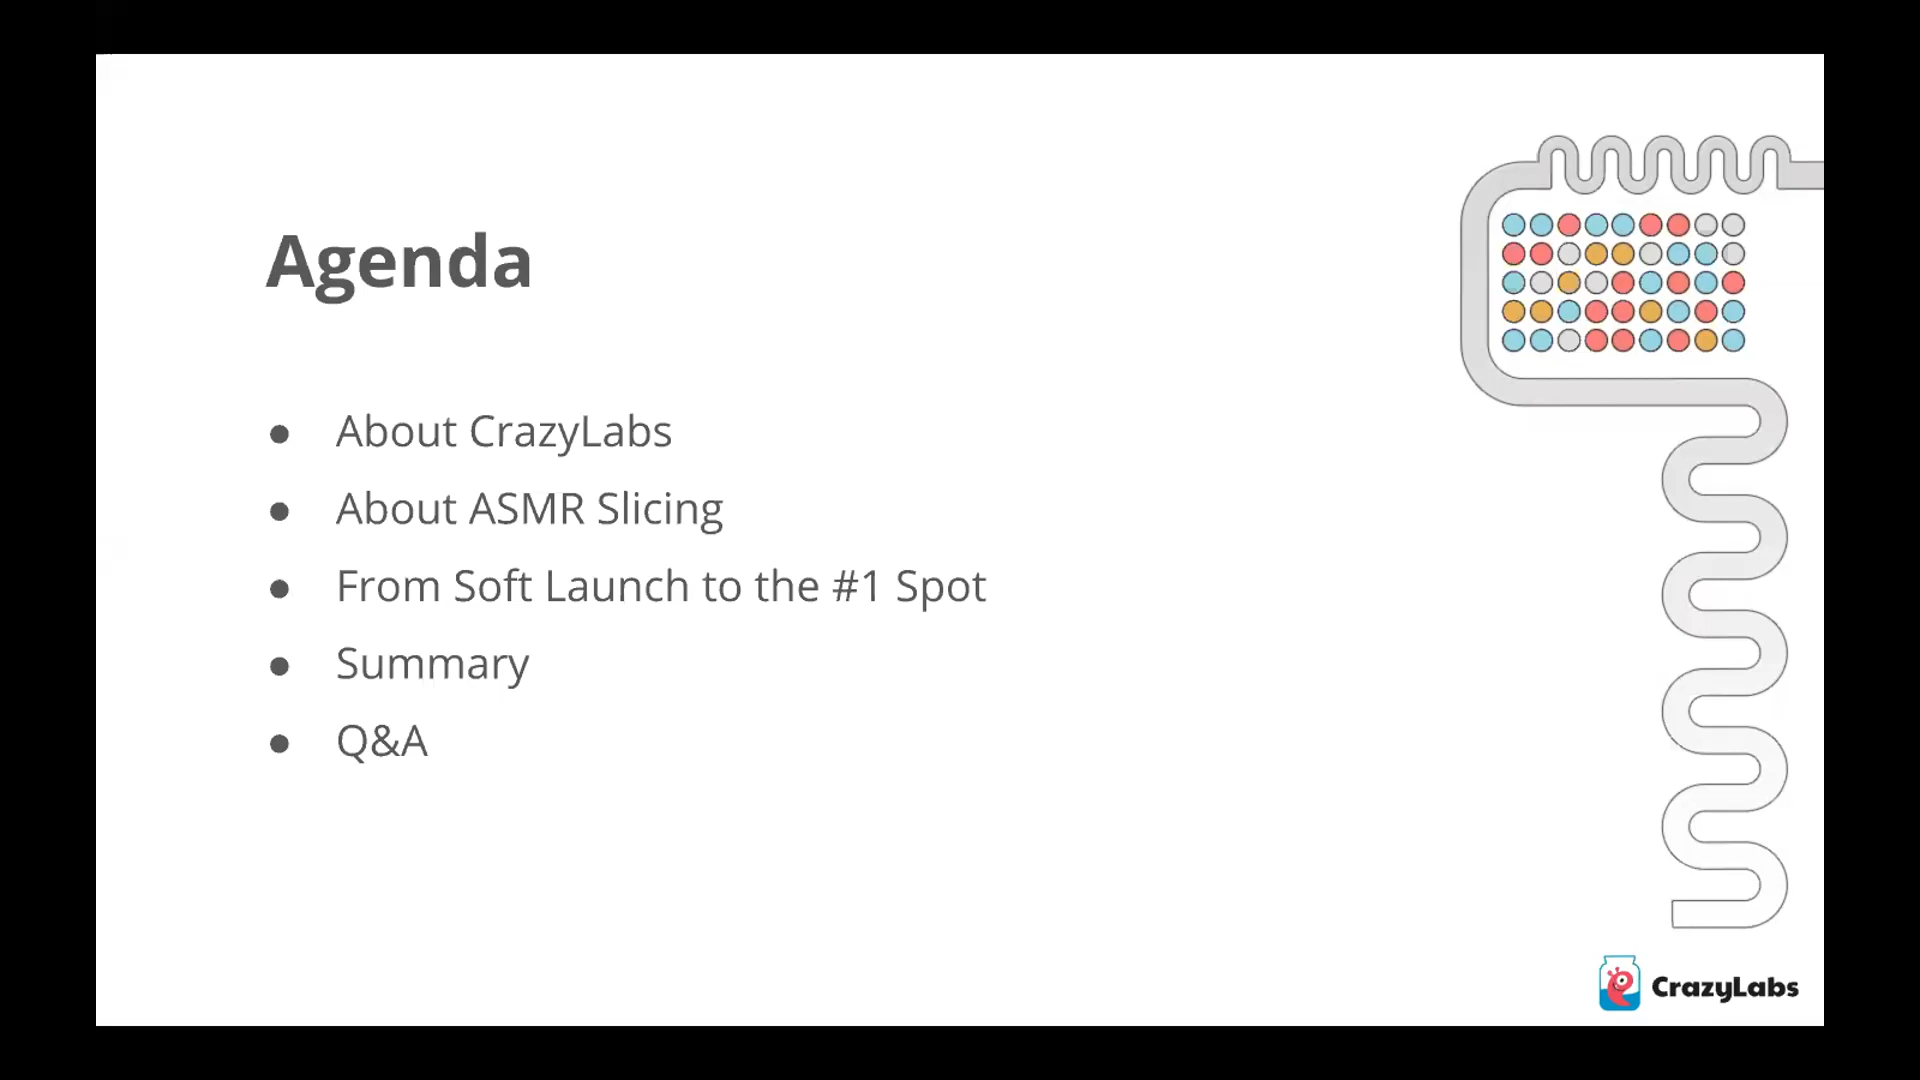 Agenda
● About CrazyLabs
● About ASMR Slicing
● From Soft Launch to the #1 Spot
● Summary
● Q&A
CrazyLabs